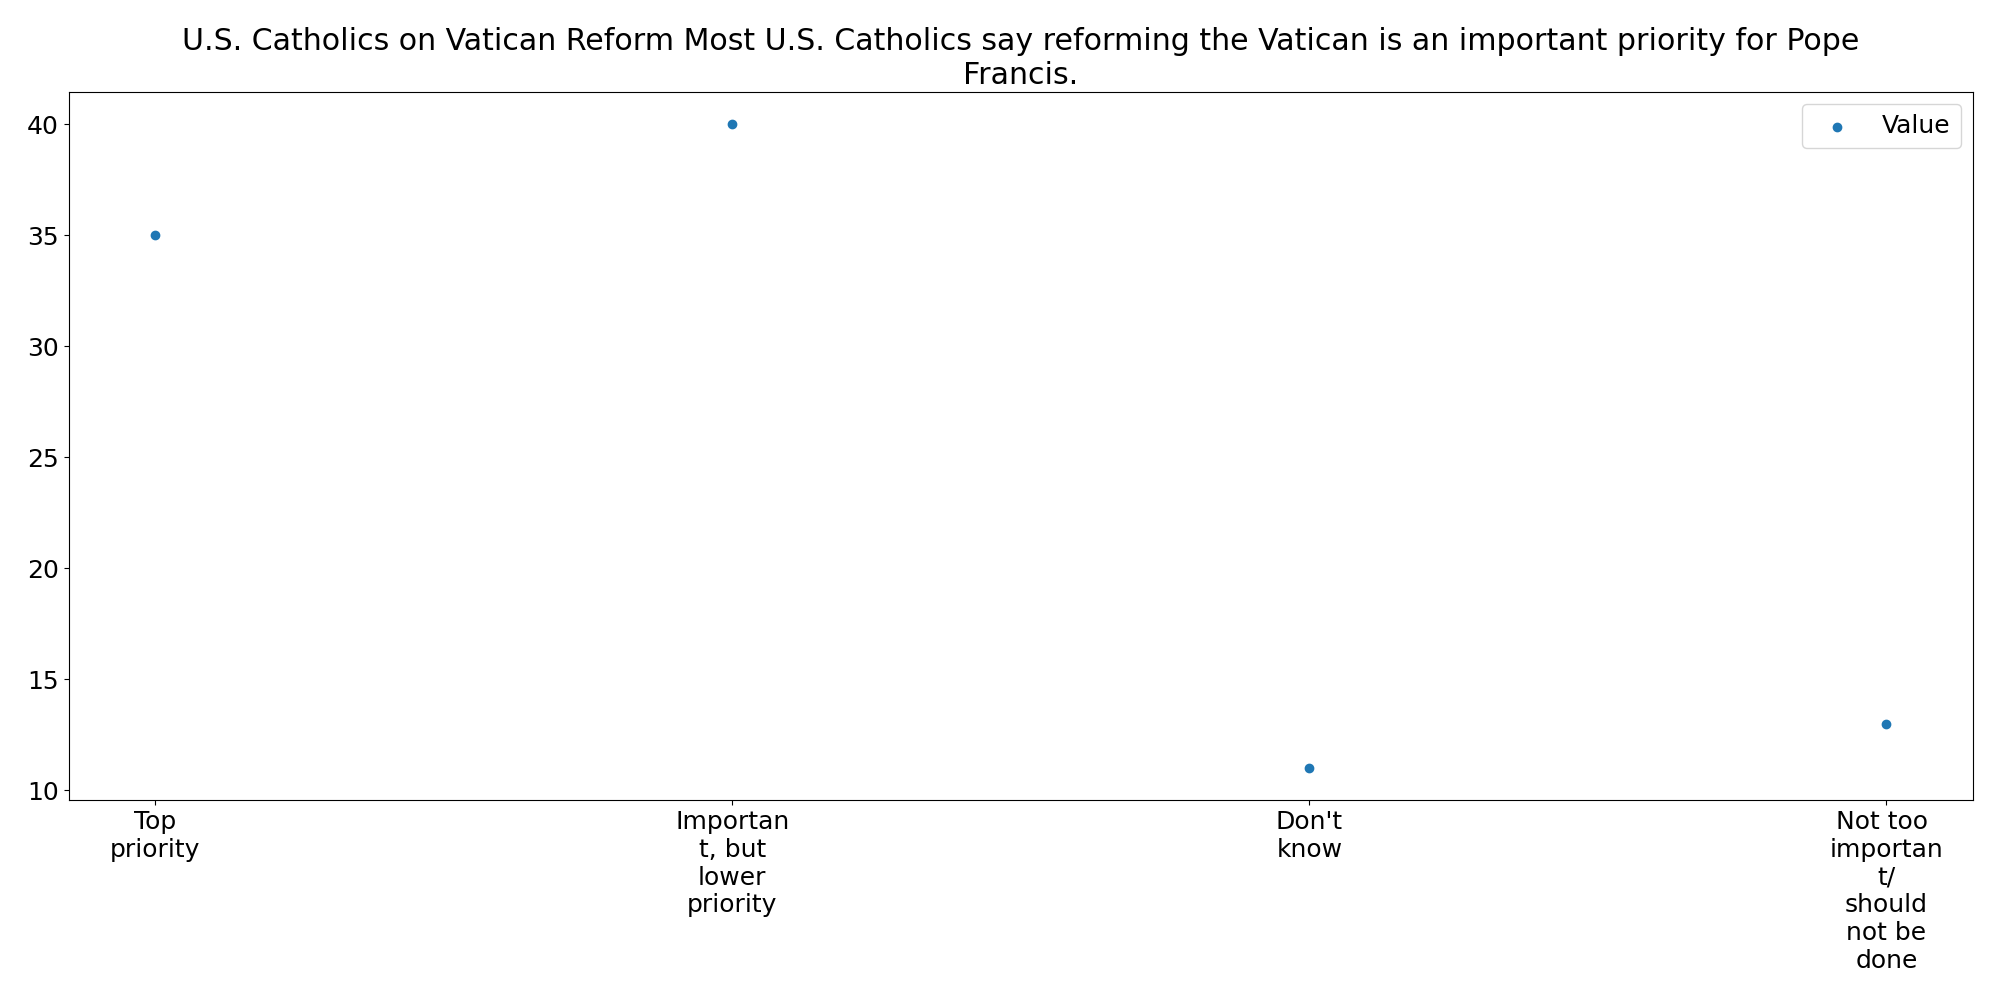 U.S. Catholics on Vatican Reform Most U.S. Catholics say reforming the Vatican is an important priority for Pope
Francis.
Value
40
35
30
25
20
15
10
Top
priority
Importan
t, but
lower
priority
Don't
know
Not too
importan
t/
should
not be
done